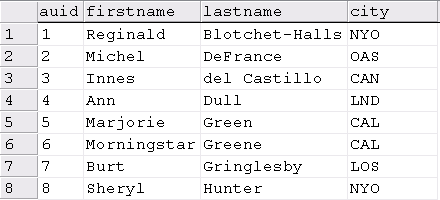 auid firstname lastname city
1 1 Reginald Blotchet-Halls NYO
2 2 Michel DeFrance OAS
3 3 Innes del Castillo CAN
4 4 Ann Dull LND
5 5 Marjorie Green CAL
6 6 Morningstar Greene CAL
7 7 Burt Gringlesby LOS
8 8 Sheryl Hunter NYO